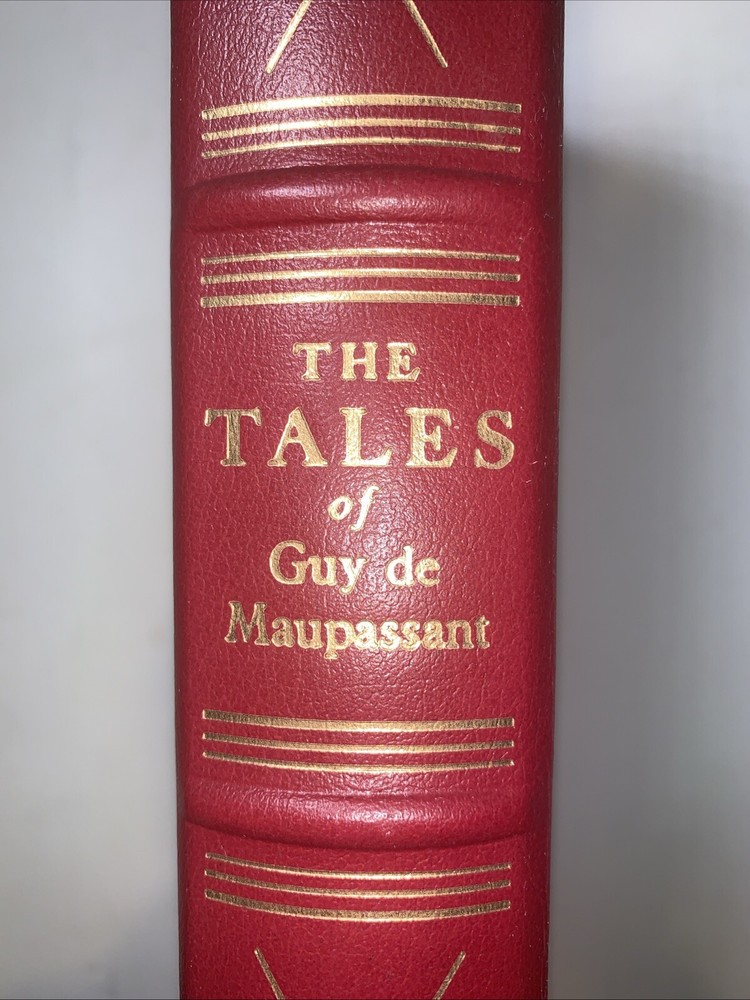 THE
TALES
of
Guy de
Maupassant